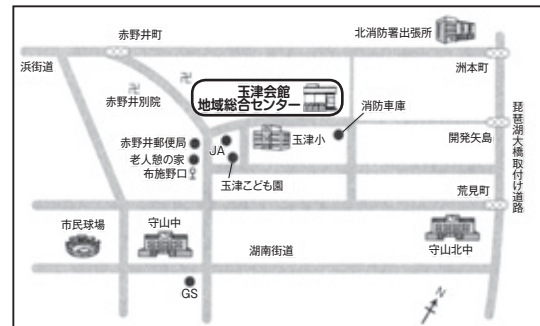 北消防署出張所
赤野井町
浜街道
洲本町
赤野井別院
玉津会館
地域総合センター
消防車庫
赤野井郵便局
JA
玉津小
開発矢島
老人憩の家
布施野口
玉津こども園
琵琶湖大橋取付け道路
荒見町
市民球場
守山中
湖南街道
守山北中
GS
N